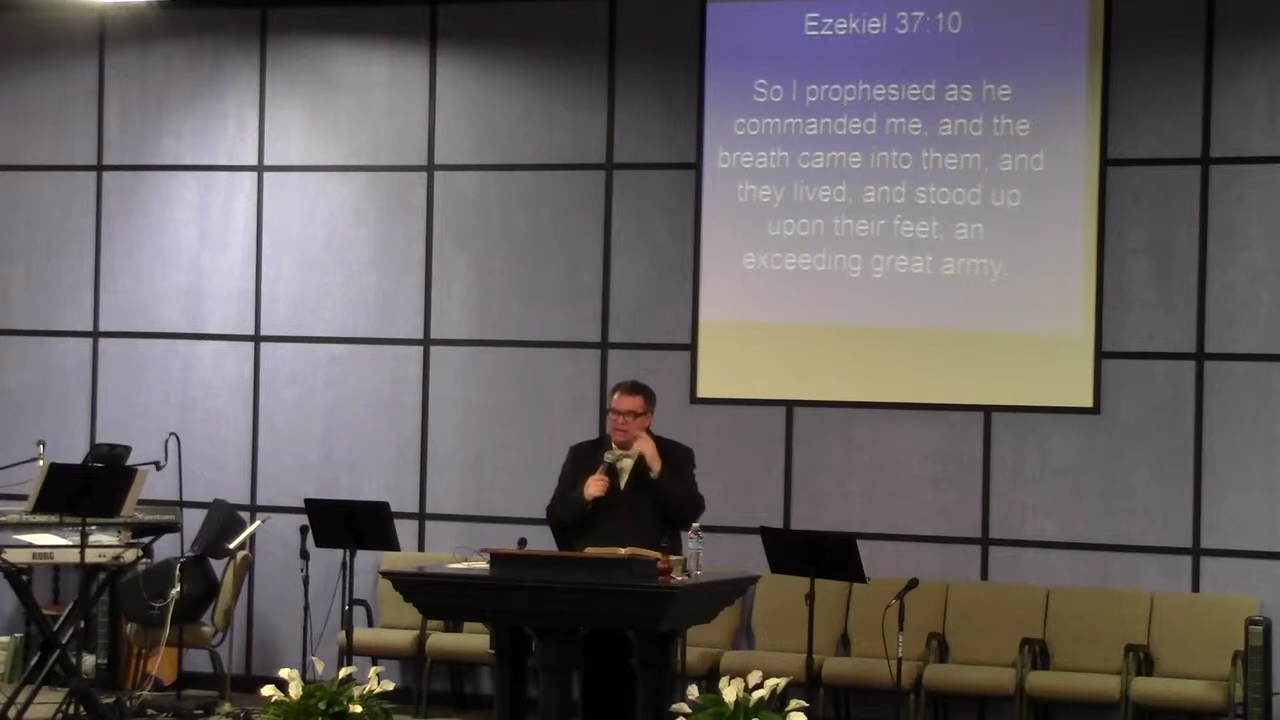 Ezekiel 37:10
So I prophesied as he
commanded me, and the
breath came into them, and
they lived, and stood up
upon their feet, an
exceeding great army.
KORG